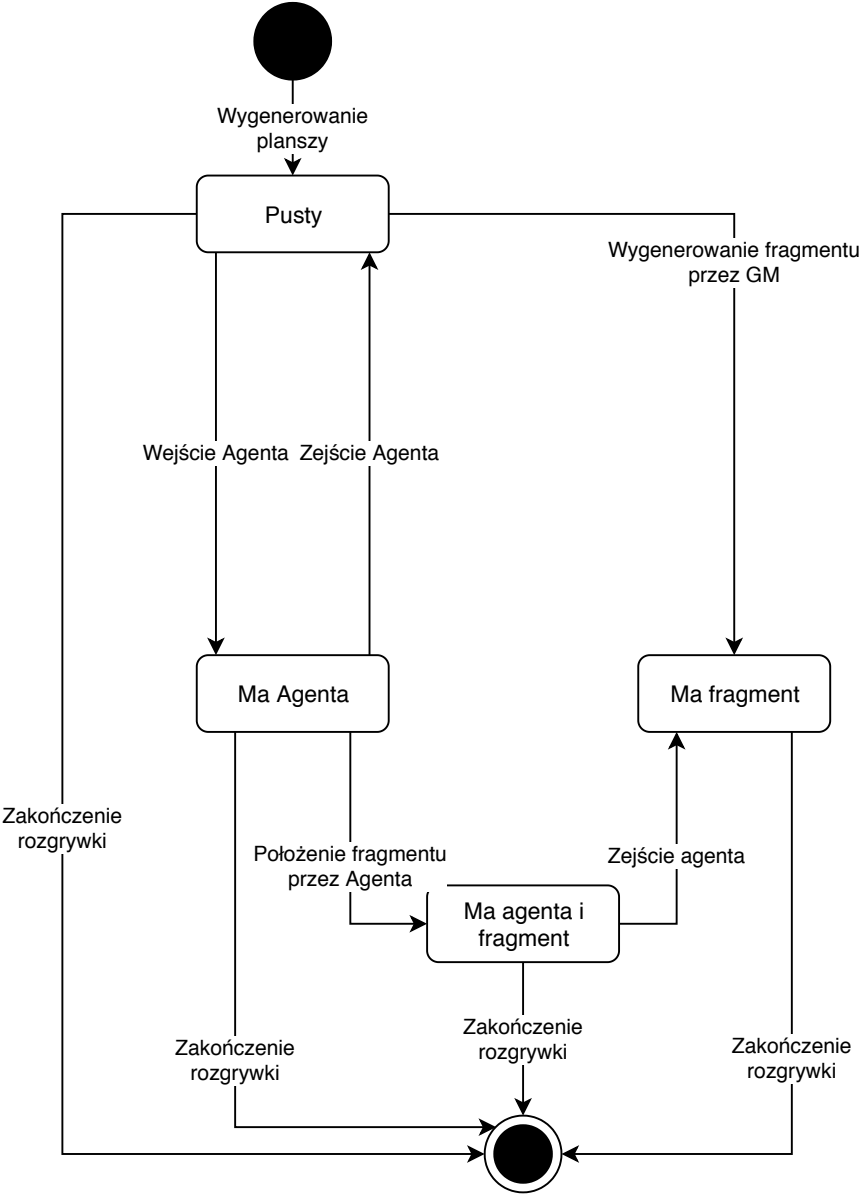 Wygenerowanie
planszy
Pusty
Wygenerowanie fragmentu
przez GM
Wejście Agenta
Zejście Agenta
Ma Agenta
Ma fragment
Zakończenie
rozgrywki
Położenie fragmentu
przez Agenta
Zejście agenta
Ma agenta i
fragment
Zakończenie
rozgrywki
Zakończenie
rozgrywki
Zakończenie
rozgrywki